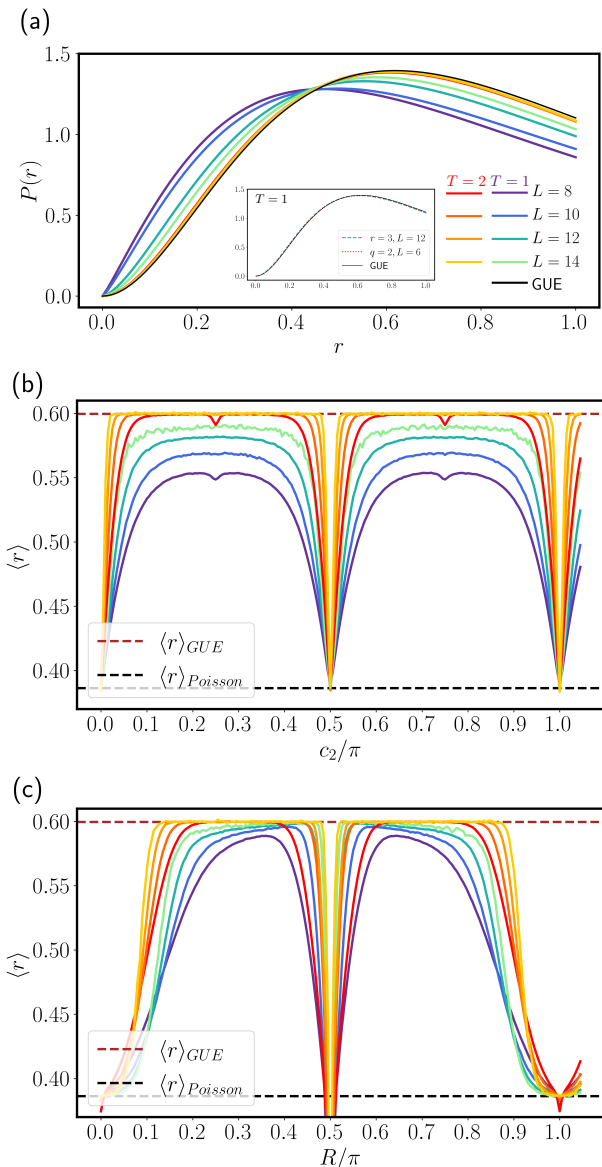 (a)
1.5
1.0
0.5
0.0
P(r)
T = 1
1.5
1.0
0.5
0.0
r = 3, L = 12
q = 2, L = 6
GUE
0.0 0.2 0.4 0.6 0.8 1.0
T = 2 T = 1
L = 8
L = 10
L = 12
L = 14
GUE
0.0 0.2 0.4 0.6 0.8 1.0
r
(b)
0.60
0.55
0.50
0.45
0.40
⟨r⟩
⟨r⟩GUE
⟨r⟩Poisson
0.0 0.1 0.2 0.3 0.4 0.5 0.6 0.7 0.8 0.9 1.0
c₂/π
(c)
0.60
0.55
0.50
0.45
0.40
⟨r⟩
⟨r⟩GUE
⟨r⟩Poisson
0.0 0.1 0.2 0.3 0.4 0.5 0.6 0.7 0.8 0.9 1.0
R/π